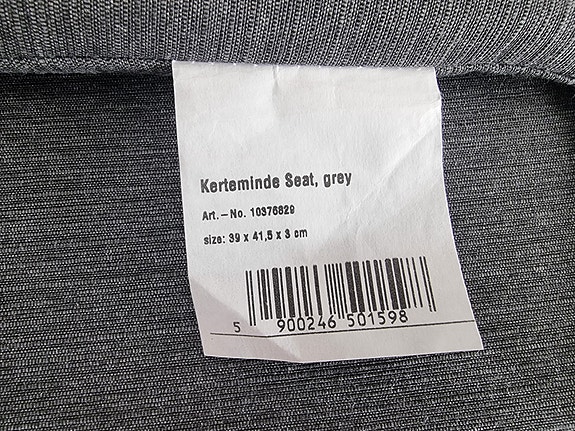 Kerteminde Seat, grey
Art.–No. 10376829
size: 39 x 41,5 x 3 cm
5 900246 501598